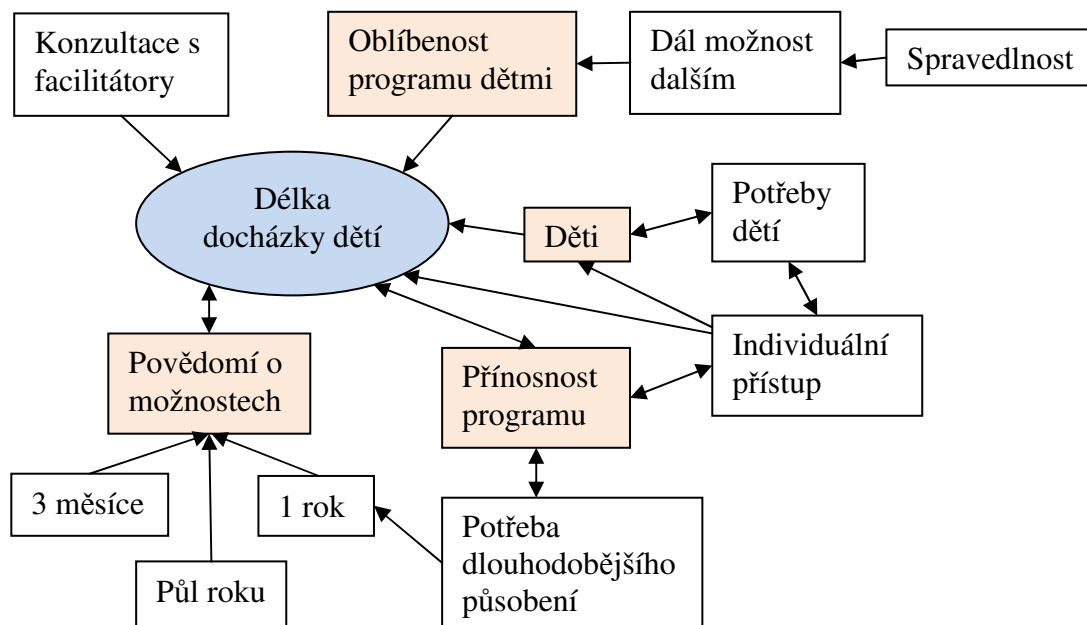 Konzultace s
facilitátory
Oblíbenost
programu dětmi
Dál možnost
dalším
Spravedlnost
Délka
docházky dětí
Děti
Potřeby
dětí
Povědomí o
možnostech
Přínosnost
programu
Individuální
přístup
3 měsíce
1 rok
Půl roku
Potřeba
dlouhodobějšího
působení